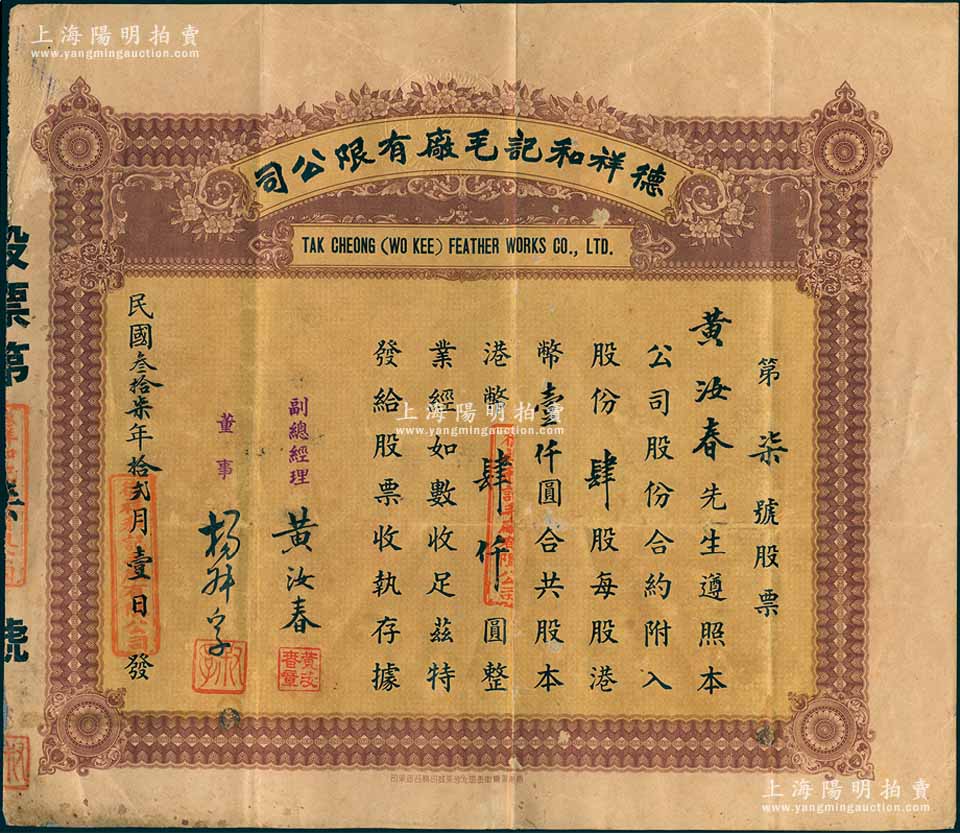 上海陽明拍賣
www.yangmingauction.com
德祥和記毛廠有限公司
TAK CHEONG (WO KEE) FEATHER WORKS CO., LTD.
第柒號股票
黃汝春先生遵照本
公司股份合約附入
股份肆股每股港
幣壹仟圓合共股本
港幣肆仟圓整
業經如數收足茲特
發給股票收執存據
副總經理 黃汝春
董事
民國叁拾柒年拾弍月壹日發
股票第
號
上海陽明拍賣
www.yangmingauction.com
上海陽明拍賣
www.yangmingauction.com